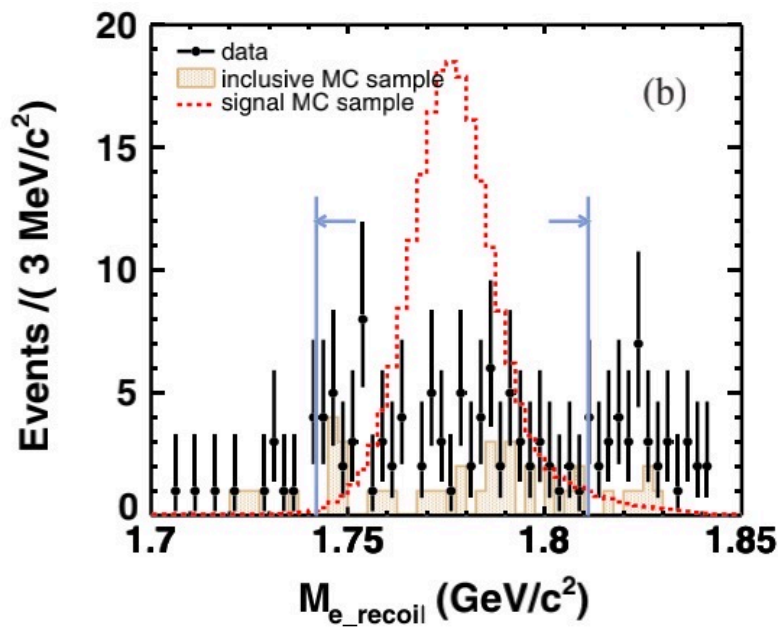 20
15
10
5
0
Events /( 3 MeV/c²)
data
inclusive MC sample
signal MC sample
(b)
1.7 1.75 1.8 1.85
M_e_recoil (GeV/c²)